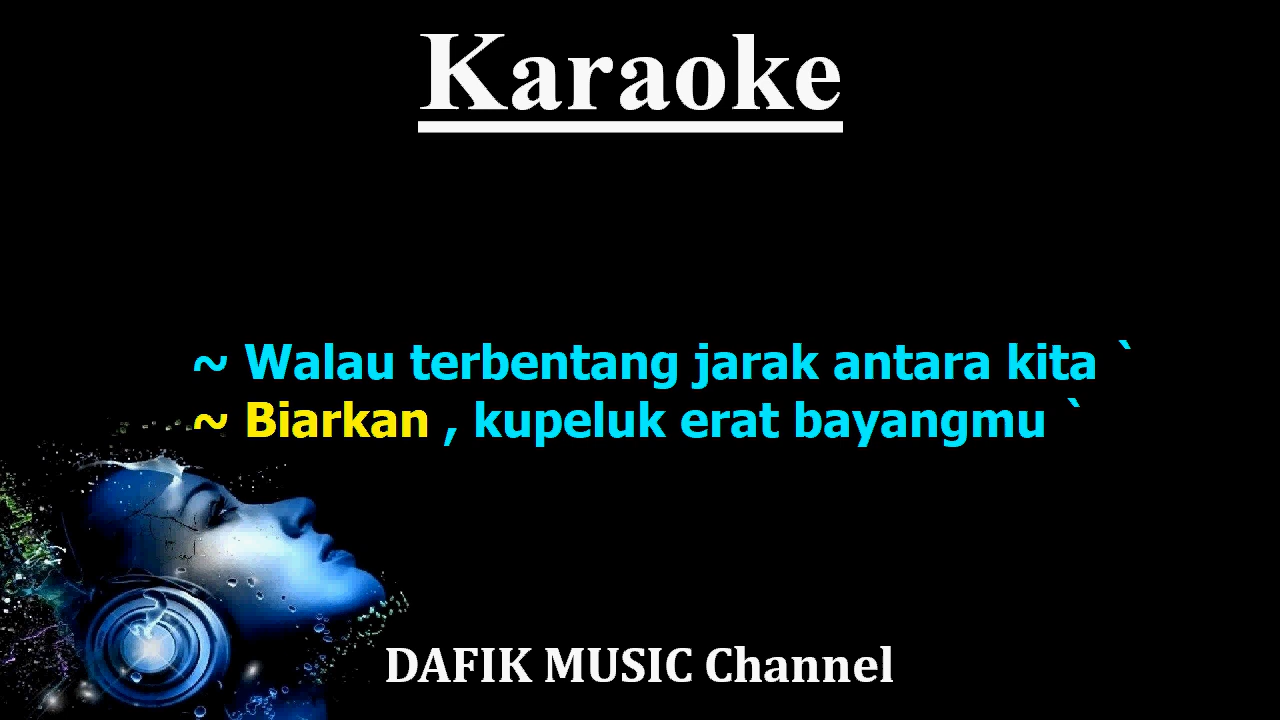 Karaoke
~ Walau terbentang jarak antara kita `
~ Biarkan , kupeluk erat bayangmu `
DAFIK MUSIC Channel